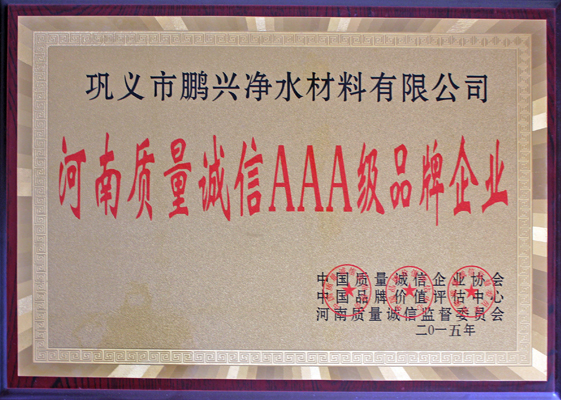 巩义市鹏兴净水材料有限公司
河南质量诚信AAA级品牌企业
中国质量诚信企业协会
中国品牌价值评估中心
河南质量诚信监督委员会
二〇一五年